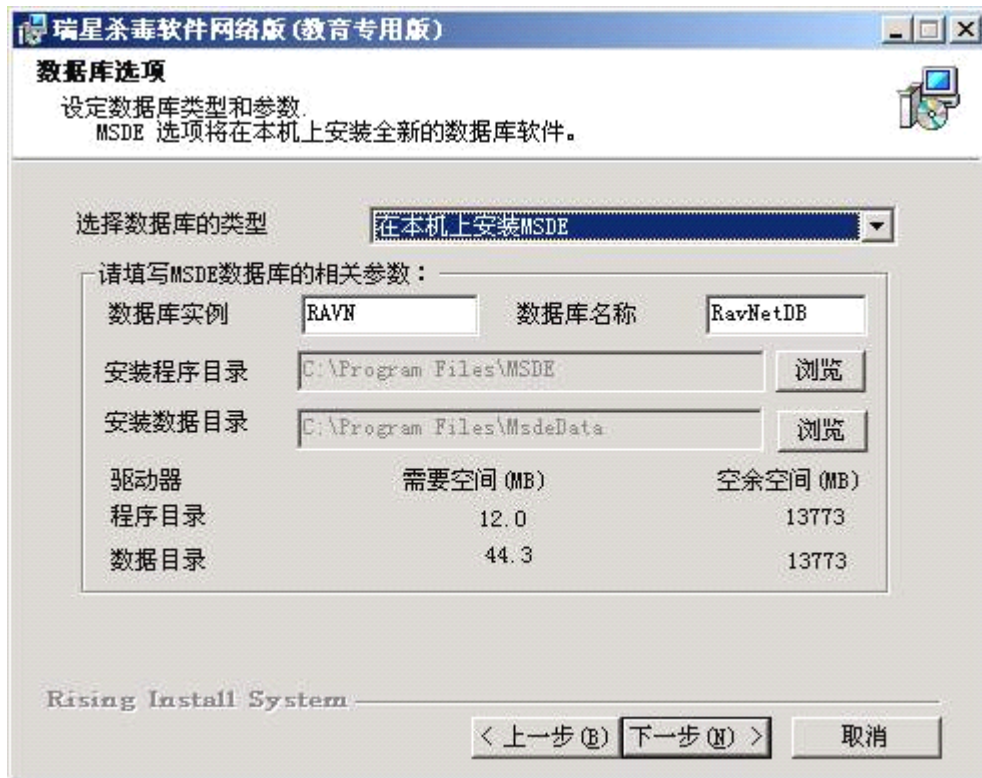 瑞星杀毒软件网络版(教育专用版)
数据库选项
设定数据库类型和参数.
MSDE 选项将在本机上安装全新的数据库软件。
选择数据库的类型 在本机上安装MSDE
请填写MSDE数据库的相关参数：
数据库实例 RAVN 数据库名称 RavNetDB
安装程序目录 C:\Program Files\MSDE 浏览
安装数据目录 C:\Program Files\MsdeData 浏览
驱动器 需要空间(MB) 空余空间(MB)
程序目录 12.0 13773
数据目录 44.3 13773
Rising Install System
< 上一步(B) 下一步(N) > 取消